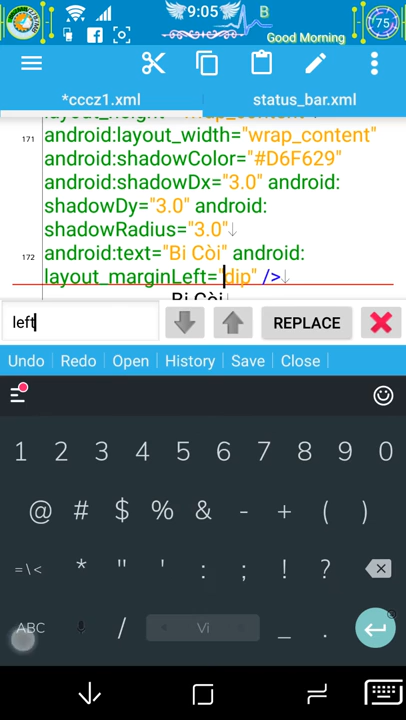 9:05
B
75
Good Morning
*cccz1.xml
status_bar.xml
layout_height="wrap_content"
171
android:layout_width="wrap_content"
android:shadowColor="#D6F629"
android:shadowDx="3.0" android:
shadowDy="3.0" android:
shadowRadius="3.0"↓
172
android:text="Bi Còi" android:
layout_marginLeft="dip" />↓
Bi Còi↓
left
REPLACE
Undo Redo Open History Save Close
1 2 3 4 5 6 7 8 9 0
@ # $ % & - + ( )
=\< * " ' : ; ! ?
ABC / Vi _ .